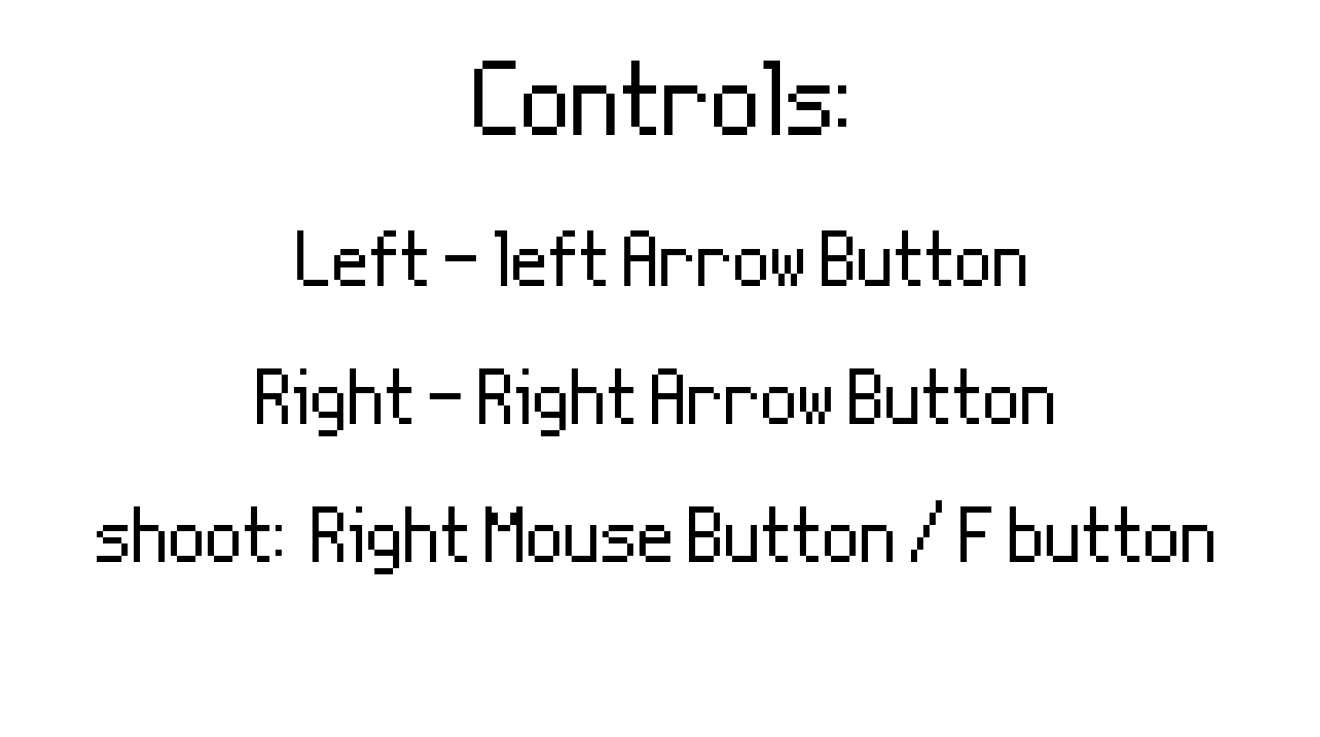 Controls:
Left - left Arrow Button
Right - Right Arrow Button
shoot: Right Mouse Button / F button